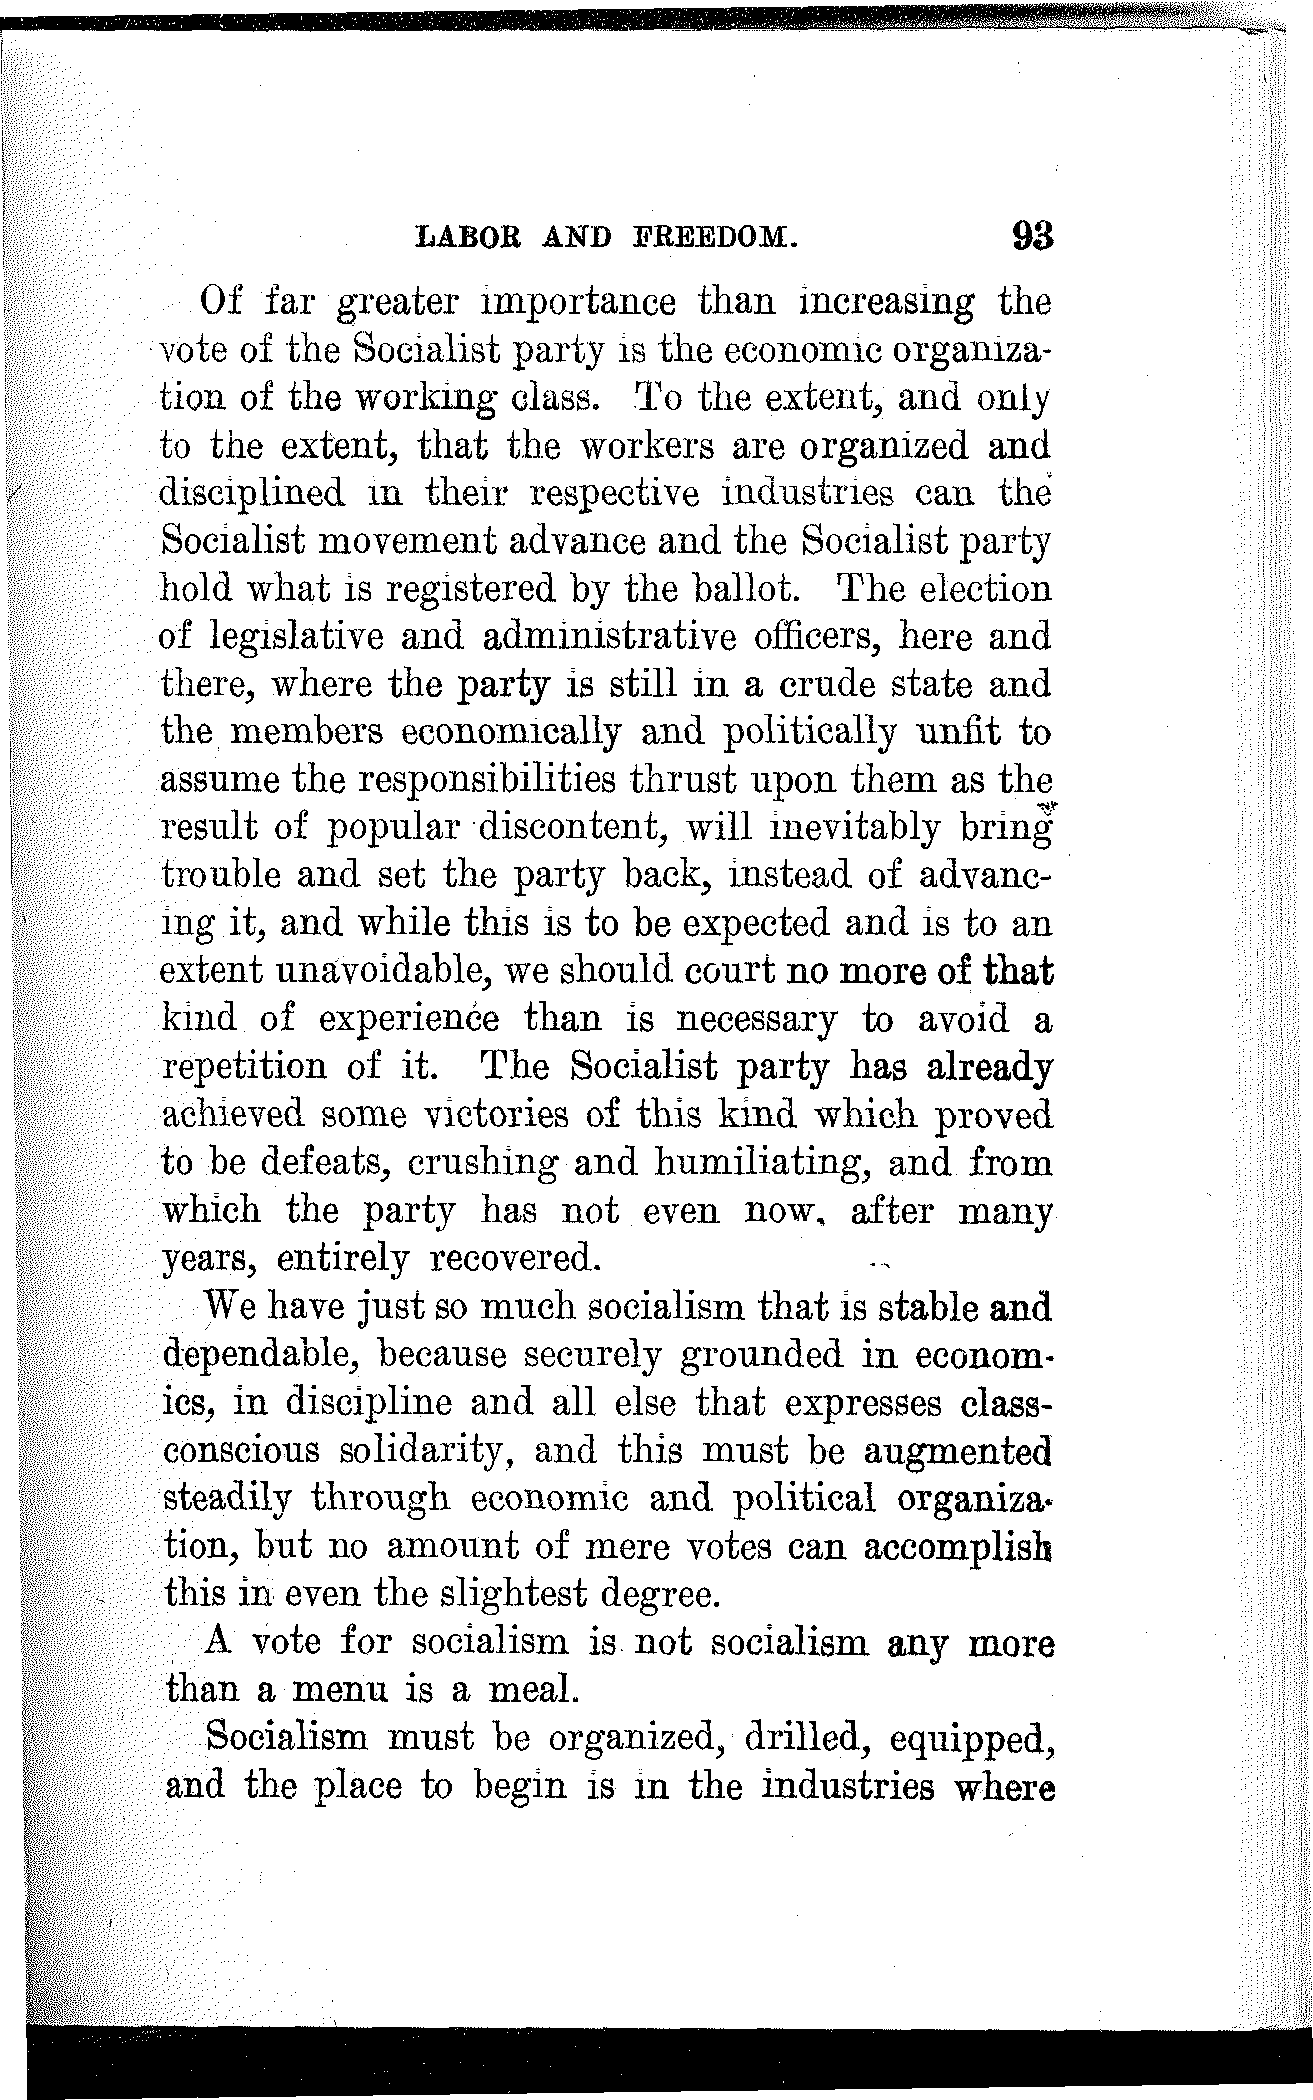 LABOR AND FREEDOM. 93
Of far greater importance than increasing the
vote of the Socialist party is the economic organiza-
tion of the working class. To the extent, and only
to the extent, that the workers are organized and
disciplined in their respective industries can the
Socialist movement advance and the Socialist party
hold what is registered by the ballot. The election
of legislative and administrative officers, here and
there, where the party is still in a crude state and
the members economically and politically unfit to
assume the responsibilities thrust upon them as the
result of popular discontent, will inevitably bring
trouble and set the party back, instead of advanc-
ing it, and while this is to be expected and is to an
extent unavoidable, we should court no more of that
kind of experience than is necessary to avoid a
repetition of it. The Socialist party has already
achieved some victories of this kind which proved
to be defeats, crushing and humiliating, and from
which the party has not even now, after many
years, entirely recovered.
We have just so much socialism that is stable and
dependable, because securely grounded in econom-
ics, in discipline and all else that expresses class-
conscious solidarity, and this must be augmented
steadily through economic and political organiza-
tion, but no amount of mere votes can accomplish
this in even the slightest degree.
A vote for socialism is not socialism any more
than a menu is a meal.
Socialism must be organized, drilled, equipped,
and the place to begin is in the industries where